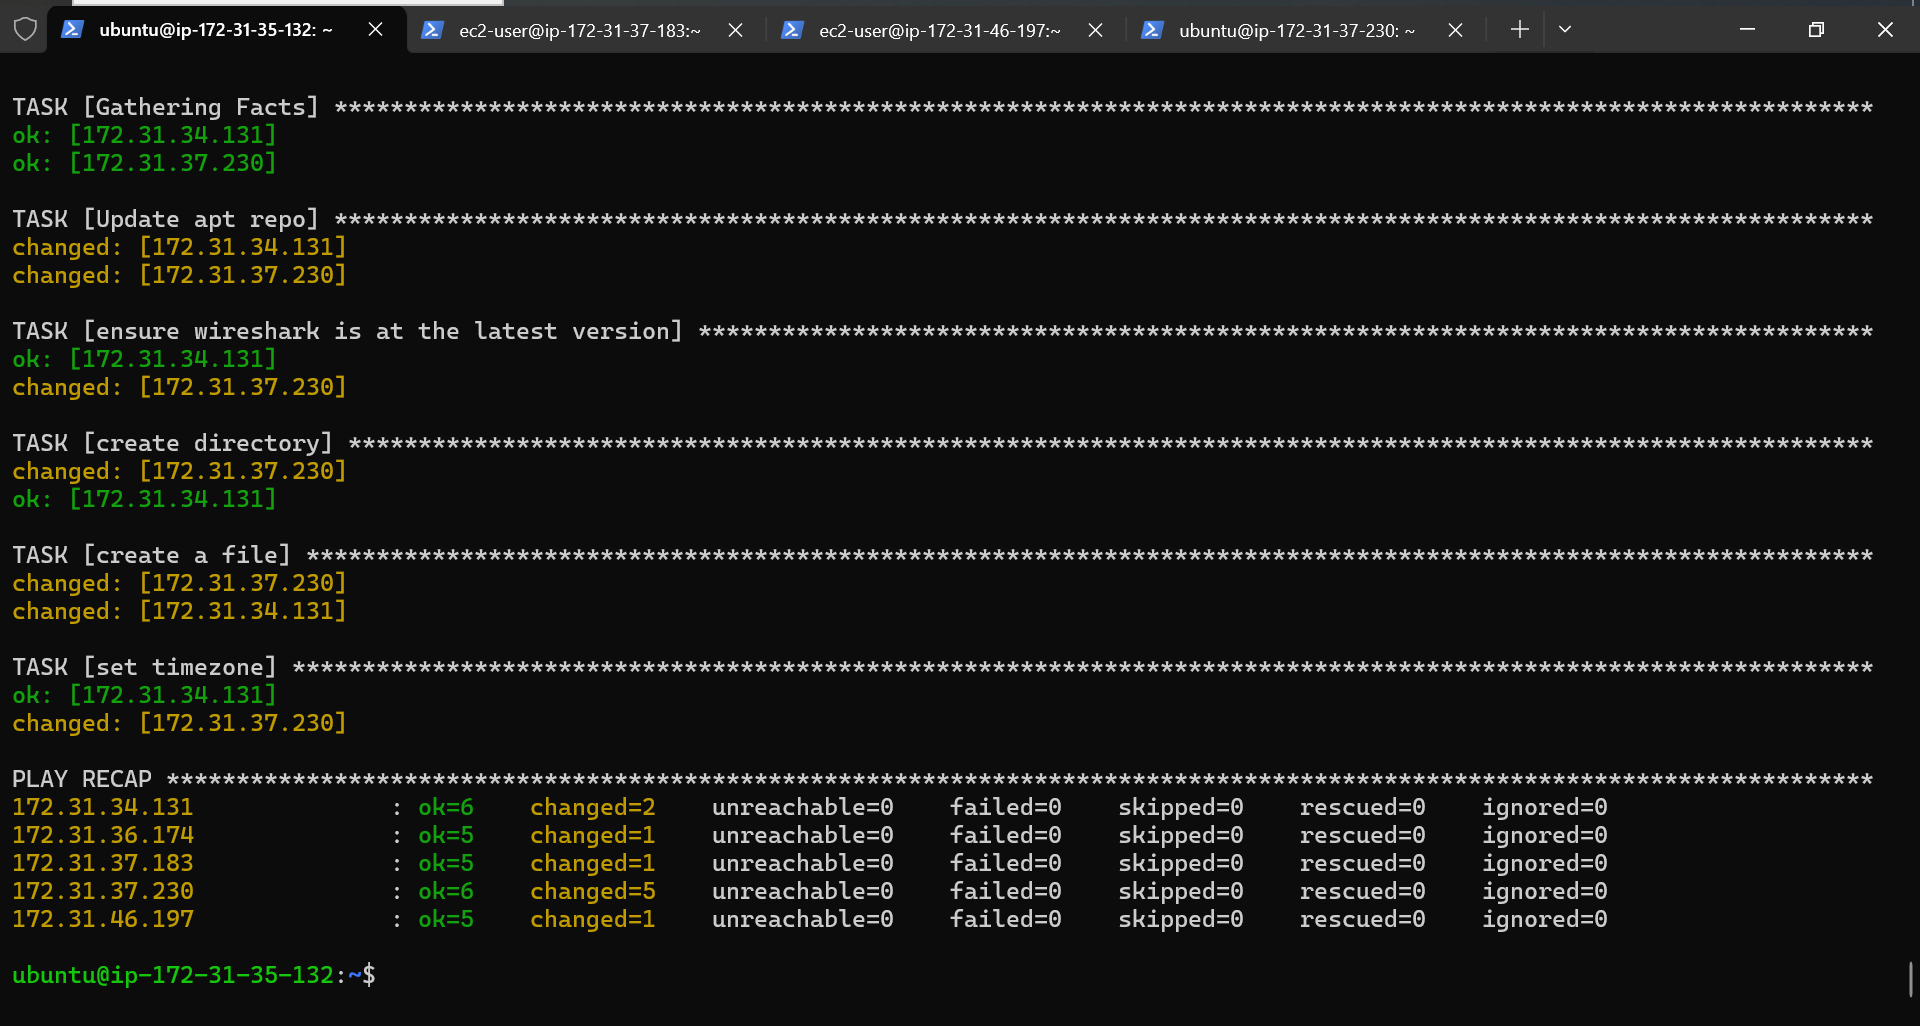 ubuntu@ip-172-31-35-132: ~
ec2-user@ip-172-31-37-183:~
ec2-user@ip-172-31-46-197:~
ubuntu@ip-172-31-37-230: ~
TASK [Gathering Facts] **************************************************************************************************************
ok: [172.31.34.131]
ok: [172.31.37.230]
TASK [Update apt repo] **************************************************************************************************************
changed: [172.31.34.131]
changed: [172.31.37.230]
TASK [ensure wireshark is at the latest version] ************************************************************************************
ok: [172.31.34.131]
changed: [172.31.37.230]
TASK [create directory] *************************************************************************************************************
changed: [172.31.37.230]
ok: [172.31.34.131]
TASK [create a file] ****************************************************************************************************************
changed: [172.31.37.230]
changed: [172.31.34.131]
TASK [set timezone] *****************************************************************************************************************
ok: [172.31.34.131]
changed: [172.31.37.230]
PLAY RECAP **************************************************************************************************************************
172.31.34.131 : ok=6 changed=2 unreachable=0 failed=0 skipped=0 rescued=0 ignored=0
172.31.36.174 : ok=5 changed=1 unreachable=0 failed=0 skipped=0 rescued=0 ignored=0
172.31.37.183 : ok=5 changed=1 unreachable=0 failed=0 skipped=0 rescued=0 ignored=0
172.31.37.230 : ok=6 changed=5 unreachable=0 failed=0 skipped=0 rescued=0 ignored=0
172.31.46.197 : ok=5 changed=1 unreachable=0 failed=0 skipped=0 rescued=0 ignored=0
ubuntu@ip-172-31-35-132:~$